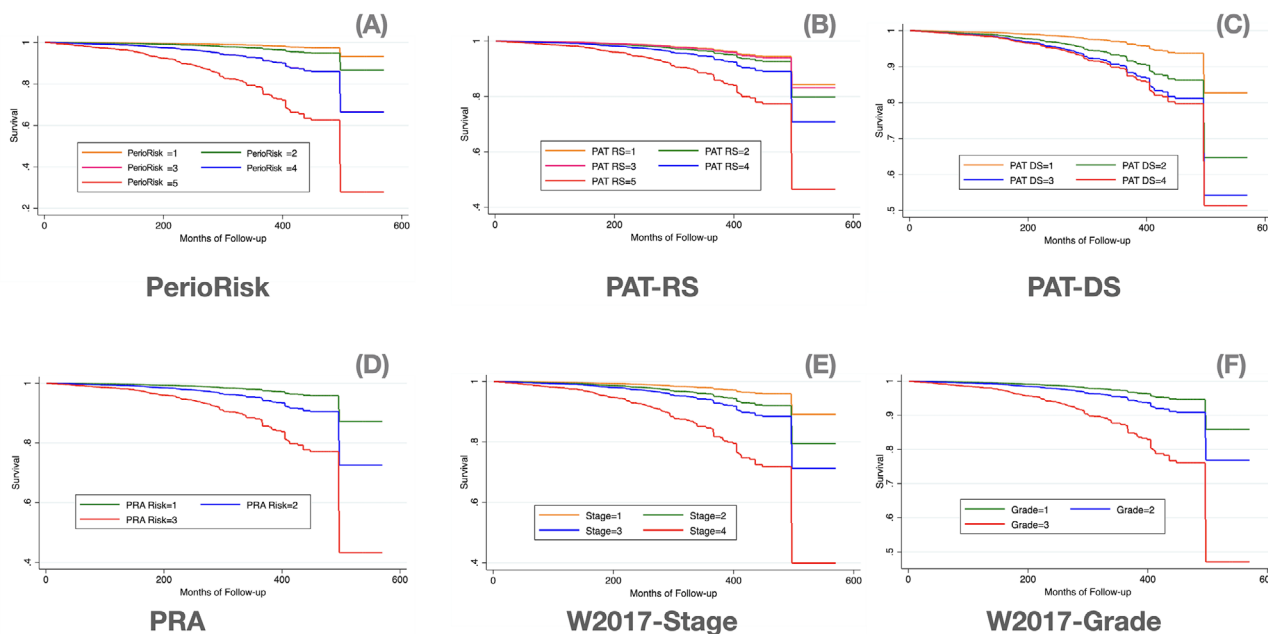 (A)
1
.8
.6
.4
.2
Survival
PerioRisk =1 PerioRisk =2
PerioRisk =3 PerioRisk =4
PerioRisk =5
0 200 400 600
Months of Follow-up
PerioRisk
(B)
1
.8
.6
.4
Survival
PAT RS=1 PAT RS=2
PAT RS=3 PAT RS=4
PAT RS=5
0 200 400 600
Months of Follow-up
PAT-RS
(C)
1
.9
.8
.7
.6
.5
Survival
PAT DS=1 PAT DS=2
PAT DS=3 PAT DS=4
0 200 400 60
Months of Follow-up
PAT-DS
(D)
1
.8
.6
.4
Survival
PRA Risk=1 PRA Risk=2
PRA Risk=3
0 200 400 600
Months of Follow-up
PRA
(E)
1
.9
.8
.7
.6
.4
Survival
Stage=1 Stage=2
Stage=3 Stage=4
0 200 400 600
Months of Follow-up
W2017-Stage
(F)
1
.9
.8
.7
.6
.5
Survival
Grade=1 Grade=2
Grade=3
0 200 400 600
Months of Follow-up
W2017-Grade